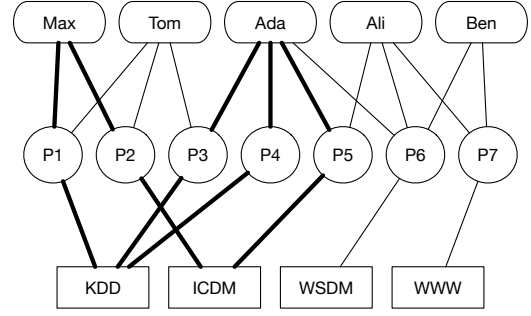 Max Tom Ada Ali Ben
P1 P2 P3 P4 P5 P6 P7
KDD ICDM WSDM WWW